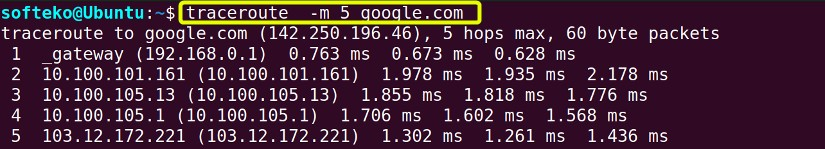 softeko@Ubuntu:~$ traceroute -m 5 google.com
traceroute to google.com (142.250.196.46), 5 hops max, 60 byte packets
1 _gateway (192.168.0.1) 0.763 ms 0.673 ms 0.628 ms
2 10.100.101.161 (10.100.101.161) 1.978 ms 1.935 ms 2.178 ms
3 10.100.105.13 (10.100.105.13) 1.855 ms 1.818 ms 1.776 ms
4 10.100.105.1 (10.100.105.1) 1.706 ms 1.602 ms 1.568 ms
5 103.12.172.221 (103.12.172.221) 1.302 ms 1.261 ms 1.436 ms